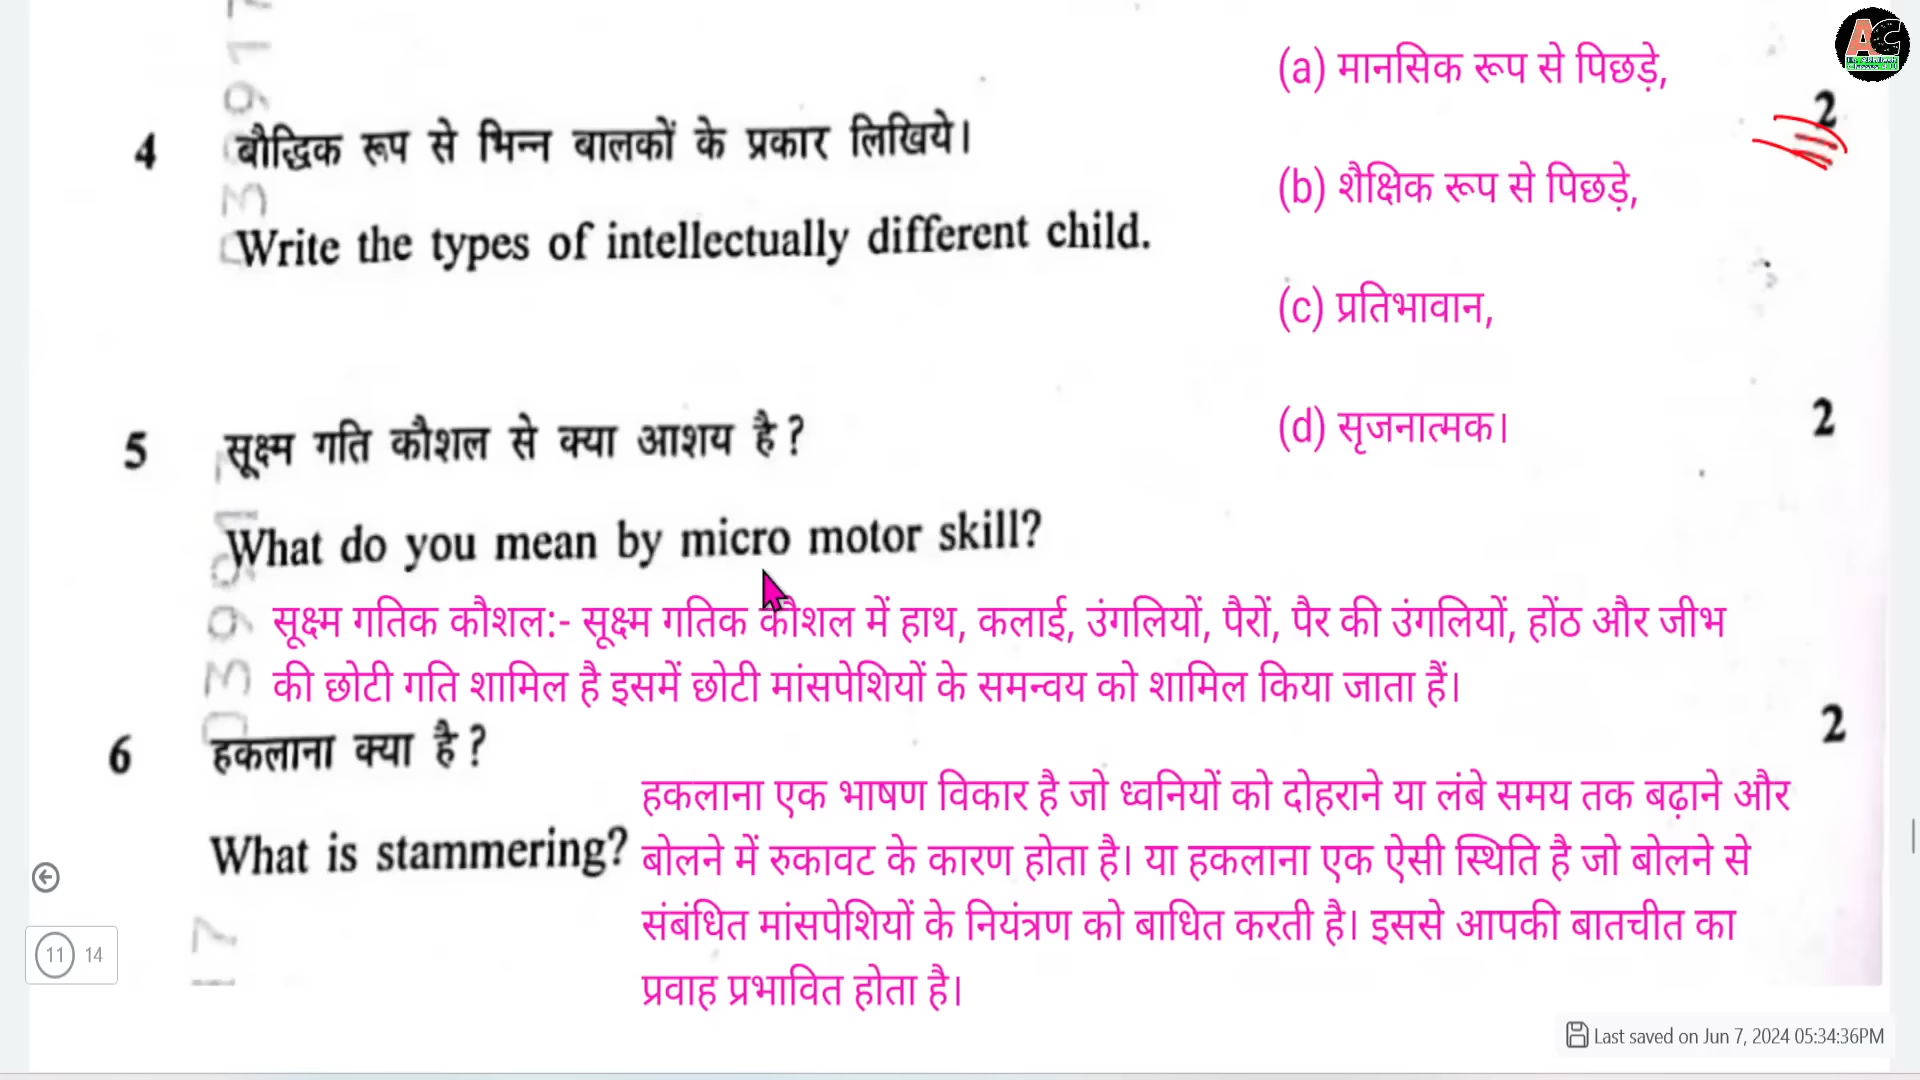 (a) मानसिक रूप से पिछड़े,
2
4 बौद्धिक रूप से भिन्न बालकों के प्रकार लिखिये।
(b) शैक्षिक रूप से पिछड़े,
Write the types of intellectually different child.
(c) प्रतिभावान,
(d) सृजनात्मक।
2
5 सूक्ष्म गति कौशल से क्या आशय है?
What do you mean by micro motor skill?
सूक्ष्म गतिक कौशल:- सूक्ष्म गतिक कौशल में हाथ, कलाई, उंगलियों, पैरों, पैर की उंगलियों, होंठ और जीभ
की छोटी गति शामिल है इसमें छोटी मांसपेशियों के समन्वय को शामिल किया जाता हैं।
2
6 हकलाना क्या है?
What is stammering?
हकलाना एक भाषण विकार है जो ध्वनियों को दोहराने या लंबे समय तक बढ़ाने और
बोलने में रुकावट के कारण होता है। या हकलाना एक ऐसी स्थिति है जो बोलने से
संबंधित मांसपेशियों के नियंत्रण को बाधित करती है। इससे आपकी बातचीत का
प्रवाह प्रभावित होता है।
11 14
Last saved on Jun 7, 2024 05:34:36PM
AC